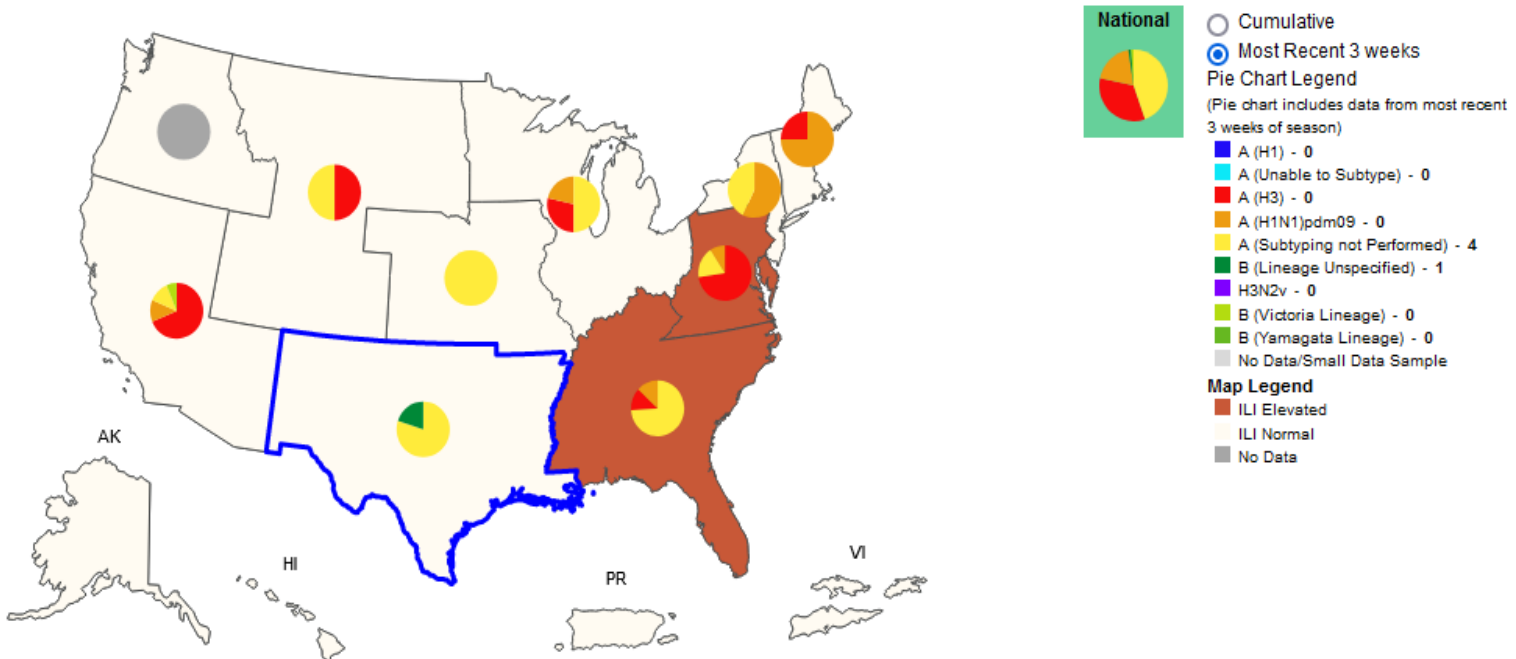 National
Cumulative
Most Recent 3 weeks
Pie Chart Legend
(Pie chart includes data from most recent
3 weeks of season)
A (H1) - 0
A (Unable to Subtype) - 0
A (H3) - 0
A (H1N1)pdm09 - 0
A (Subtyping not Performed) - 4
B (Lineage Unspecified) - 1
H3N2v - 0
B (Victoria Lineage) - 0
B (Yamagata Lineage) - 0
No Data/Small Data Sample
Map Legend
ILI Elevated
ILI Normal
No Data
AK
HI
PR
VI